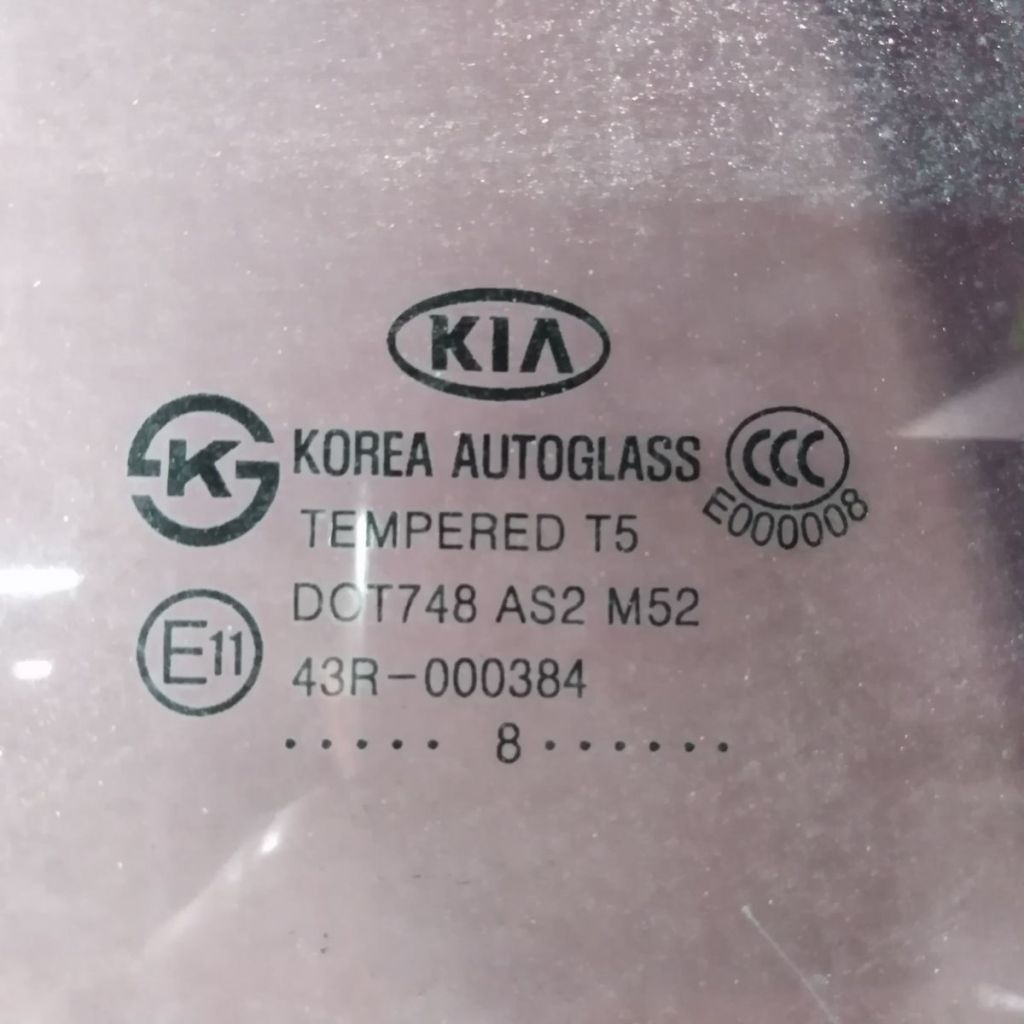 KIA
K
KOREA AUTOGLASS
CCC
E000008
TEMPERED T5
DOT748 AS2 M52
E11
43R-000384
..... 8.......